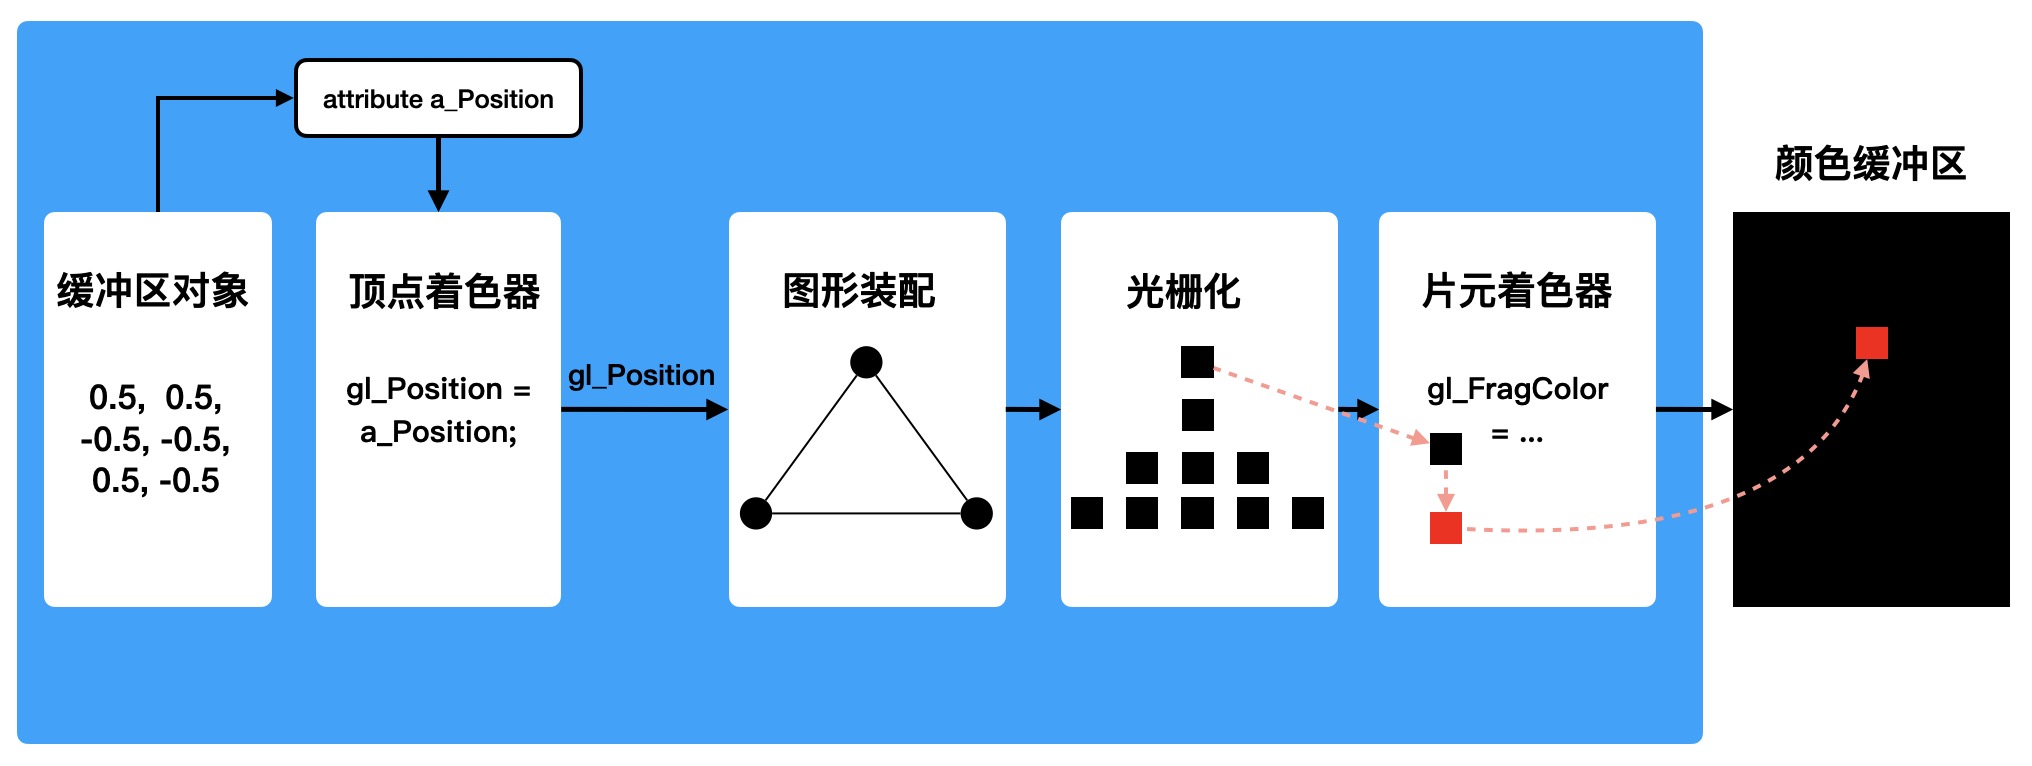 attribute a_Position
缓冲区对象
0.5, 0.5,
-0.5, -0.5,
0.5, -0.5
顶点着色器
gl_Position =
a_Position;
gl_Position
图形装配
光栅化
片元着色器
gl_FragColor
= ...
颜色缓冲区